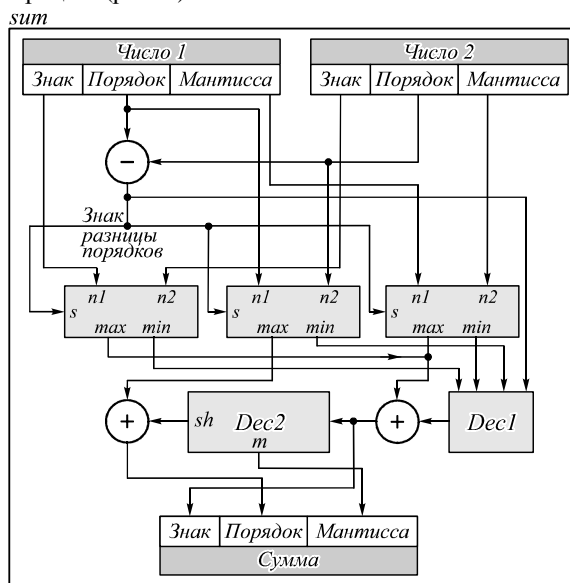 sum
Число 1
Число 2
Знак Порядок Мантисса
Знак Порядок Мантисса
−
Знак
разницы
порядков
n1 n2
s
max min
n1 n2
s
max min
n1 n2
s
max min
+
sh Dec2
m
+
Dec1
Знак Порядок Мантисса
Сумма